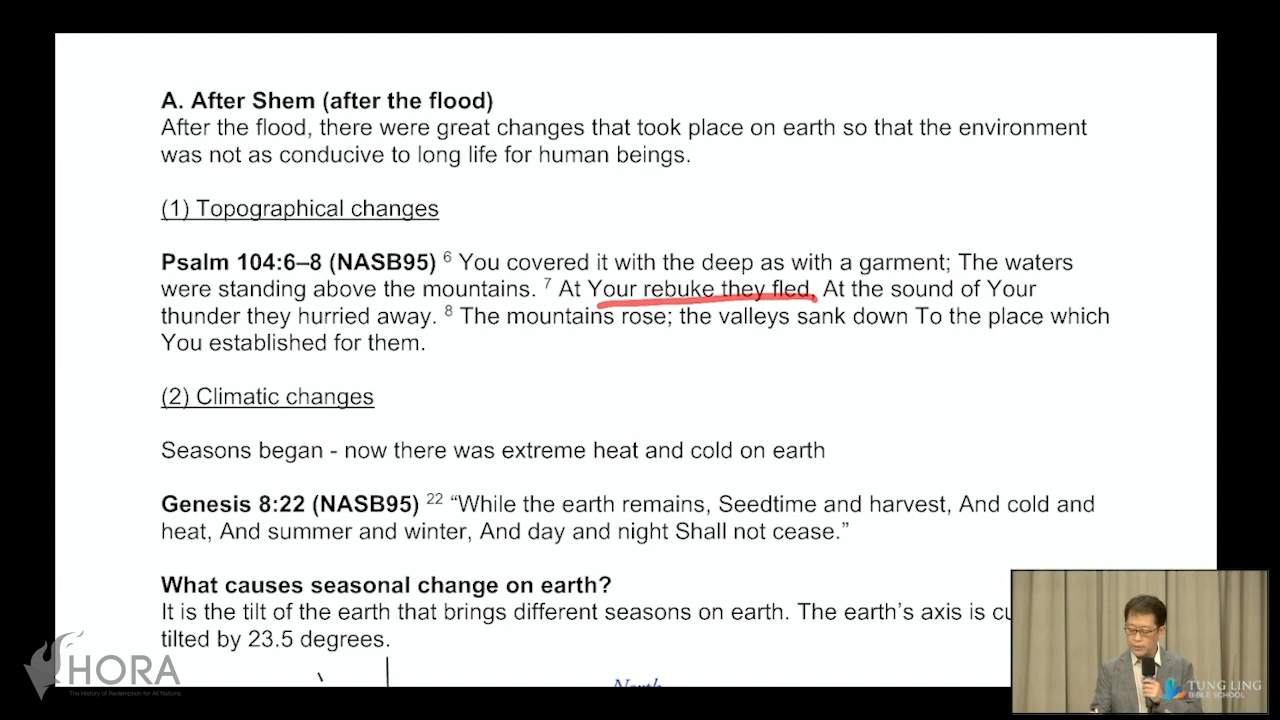 A. After Shem (after the flood)
After the flood, there were great changes that took place on earth so that the environment
was not as conducive to long life for human beings.
(1) Topographical changes
Psalm 104:6–8 (NASB95) 6 You covered it with the deep as with a garment; The waters
were standing above the mountains. 7 At Your rebuke they fled, At the sound of Your
thunder they hurried away. 8 The mountains rose; the valleys sank down To the place which
You established for them.
(2) Climatic changes
Seasons began - now there was extreme heat and cold on earth
Genesis 8:22 (NASB95) 22 “While the earth remains, Seedtime and harvest, And cold and
heat, And summer and winter, And day and night Shall not cease.”
What causes seasonal change on earth?
It is the tilt of the earth that brings different seasons on earth. The earth’s axis is cu
tilted by 23.5 degrees.
North
HORA
The History of Redemption for All Nations
TUNG LING
BIBLE SCHOOL